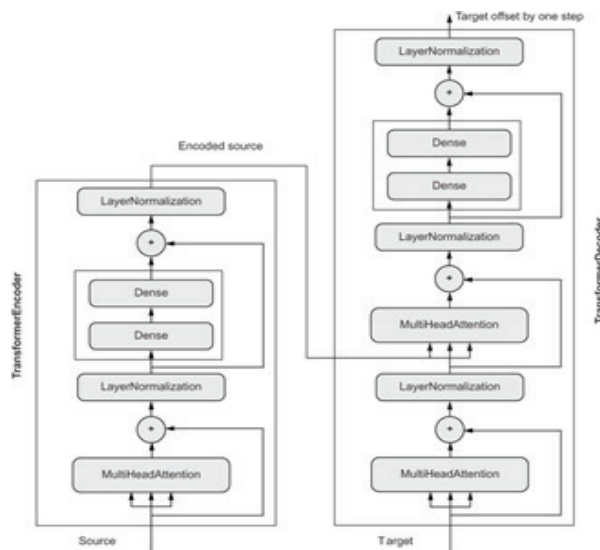 Target offset by one step
LayerNormalization
+
Dense
Dense
LayerNormalization
+
MultiHeadAttention
LayerNormalization
+
MultiHeadAttention
Target
TransformerDecoder
Encoded source
LayerNormalization
+
Dense
Dense
LayerNormalization
+
MultiHeadAttention
Source
TransformerEncoder